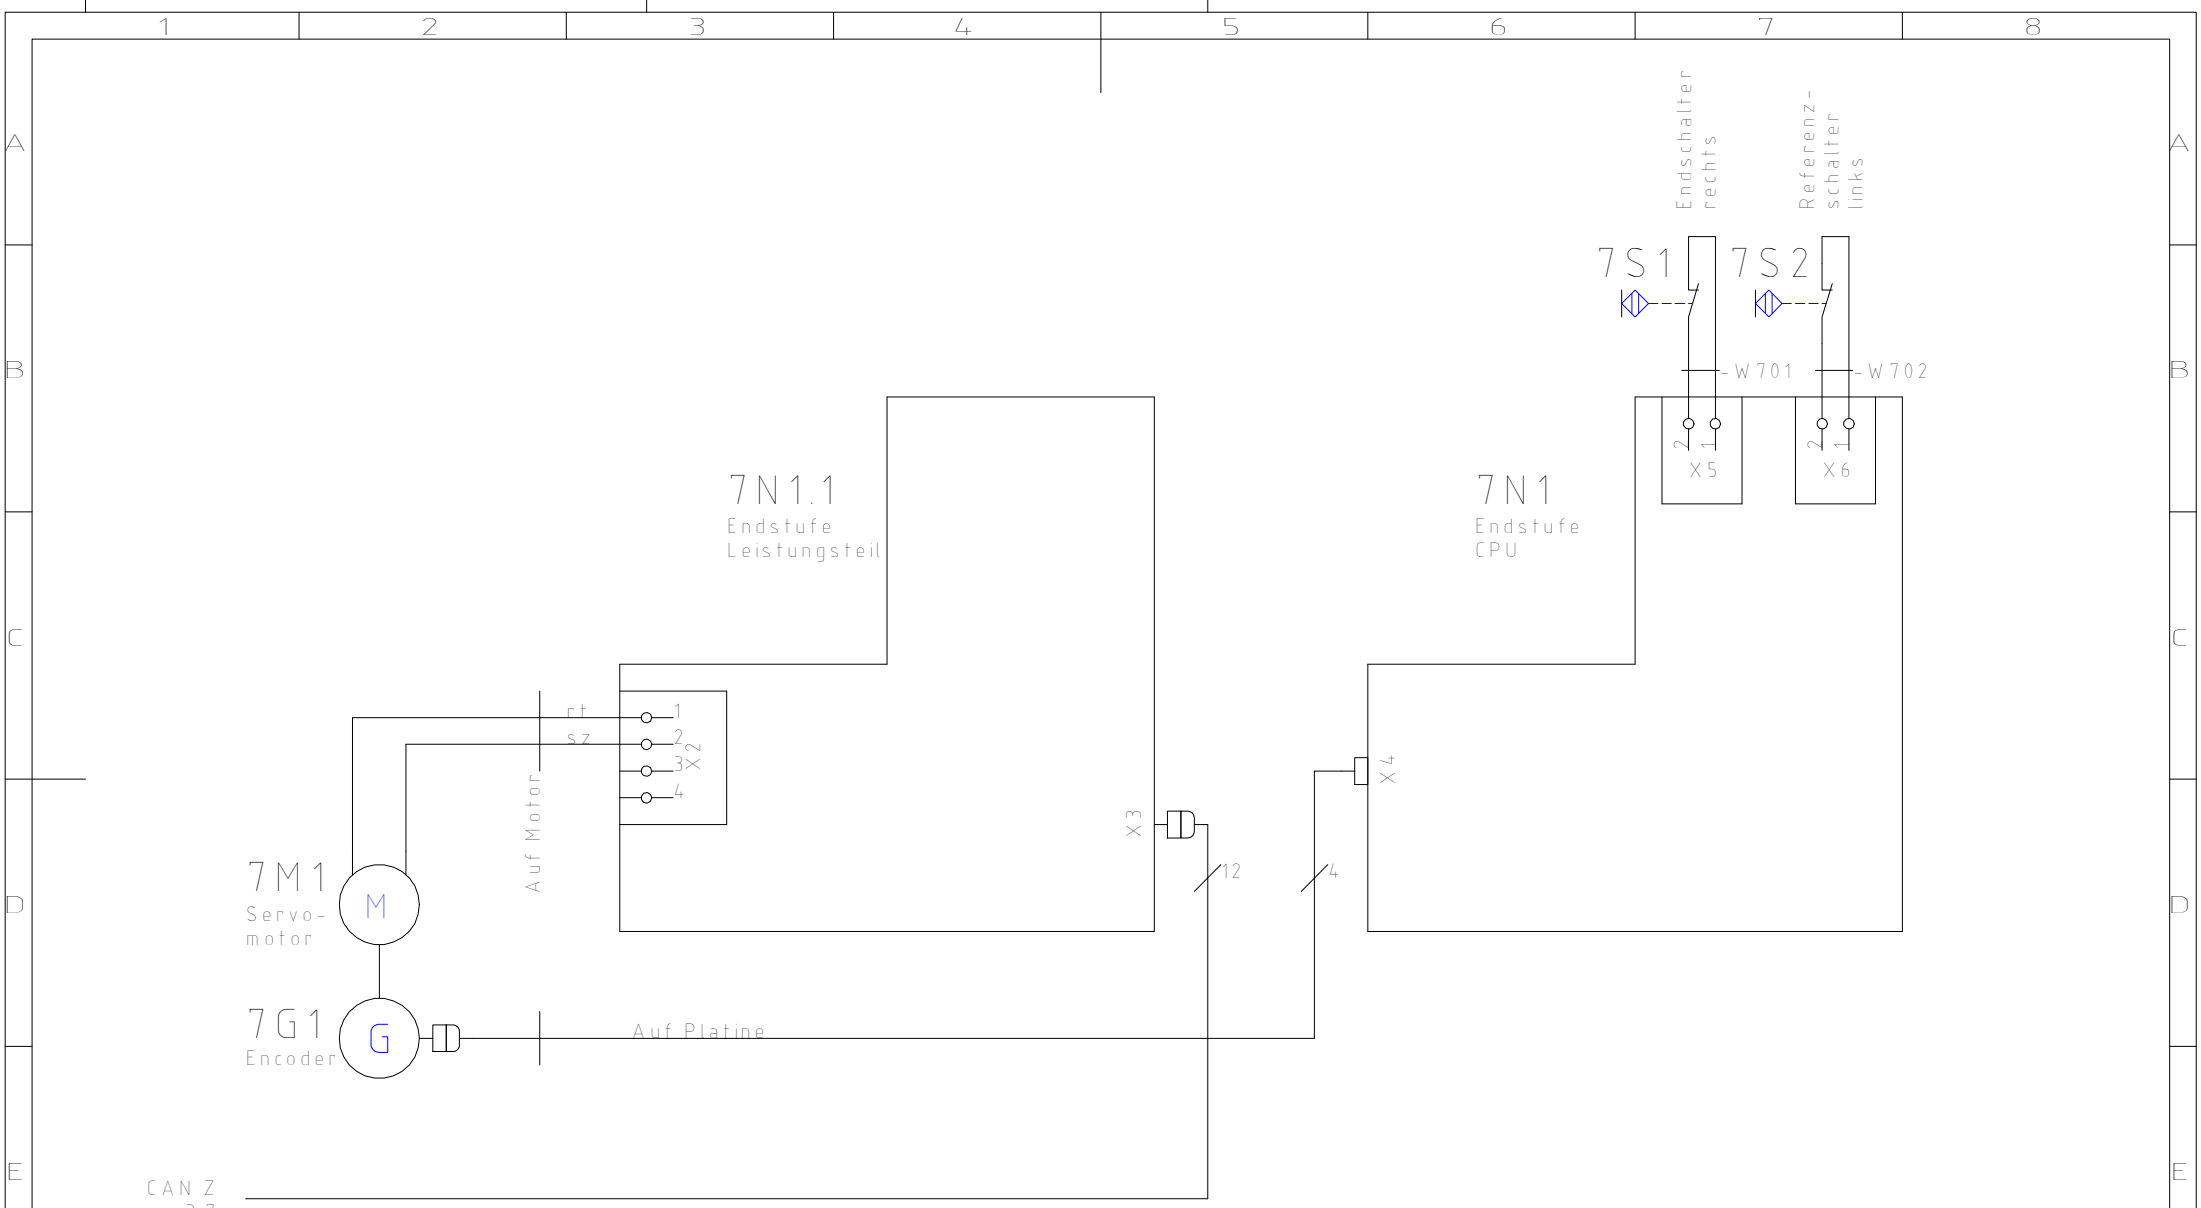 1 2 3 4 5 6 7 8
A A
Endschalter
rechts
Referenz-
schalter
links
7S1 7S2
B B
-W701 -W702
2 1 2 1
X5 X6
7N1.1
Endstufe
Leistungsteil
7N1
Endstufe
CPU
C C
rt 1
sz 2
3
4
X2
Auf Motor
X4
X3
12 4
7M1
Servo-
motor
M
D D
7G1
Encoder
G
Auf Platine
E E
CAN Z